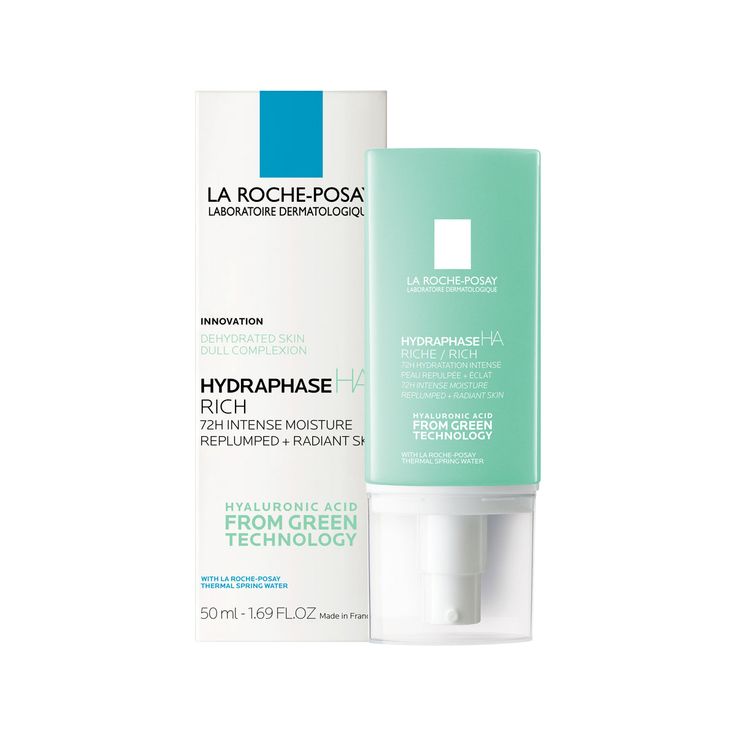 LA ROCHE-POSAY
LABORATOIRE DERMATOLOGIQUE
INNOVATION
DEHYDRATED SKIN
DULL COMPLEXION
HYDRAPHASE HA
RICH
72H INTENSE MOISTURE
REPLUMPED + RADIANT SK
HYALURONIC ACID
FROM GREEN
TECHNOLOGY
WITH LA ROCHE-POSAY
THERMAL SPRING WATER
50 ml - 1.69 FL.OZ Made in Franc
LA ROCHE-POSAY
LABORATOIRE DERMATOLOGIQUE
HYDRAPHASE HA
RICHE / RICH
72H HYDRATATION INTENSE
PEAU REPULPÉE + ÉCLAT
72H INTENSE MOISTURE
REPLUMPED + RADIANT SKIN
HYALURONIC ACID
FROM GREEN
TECHNOLOGY
WITH LA ROCHE-POSAY
THERMAL SPRING WATER